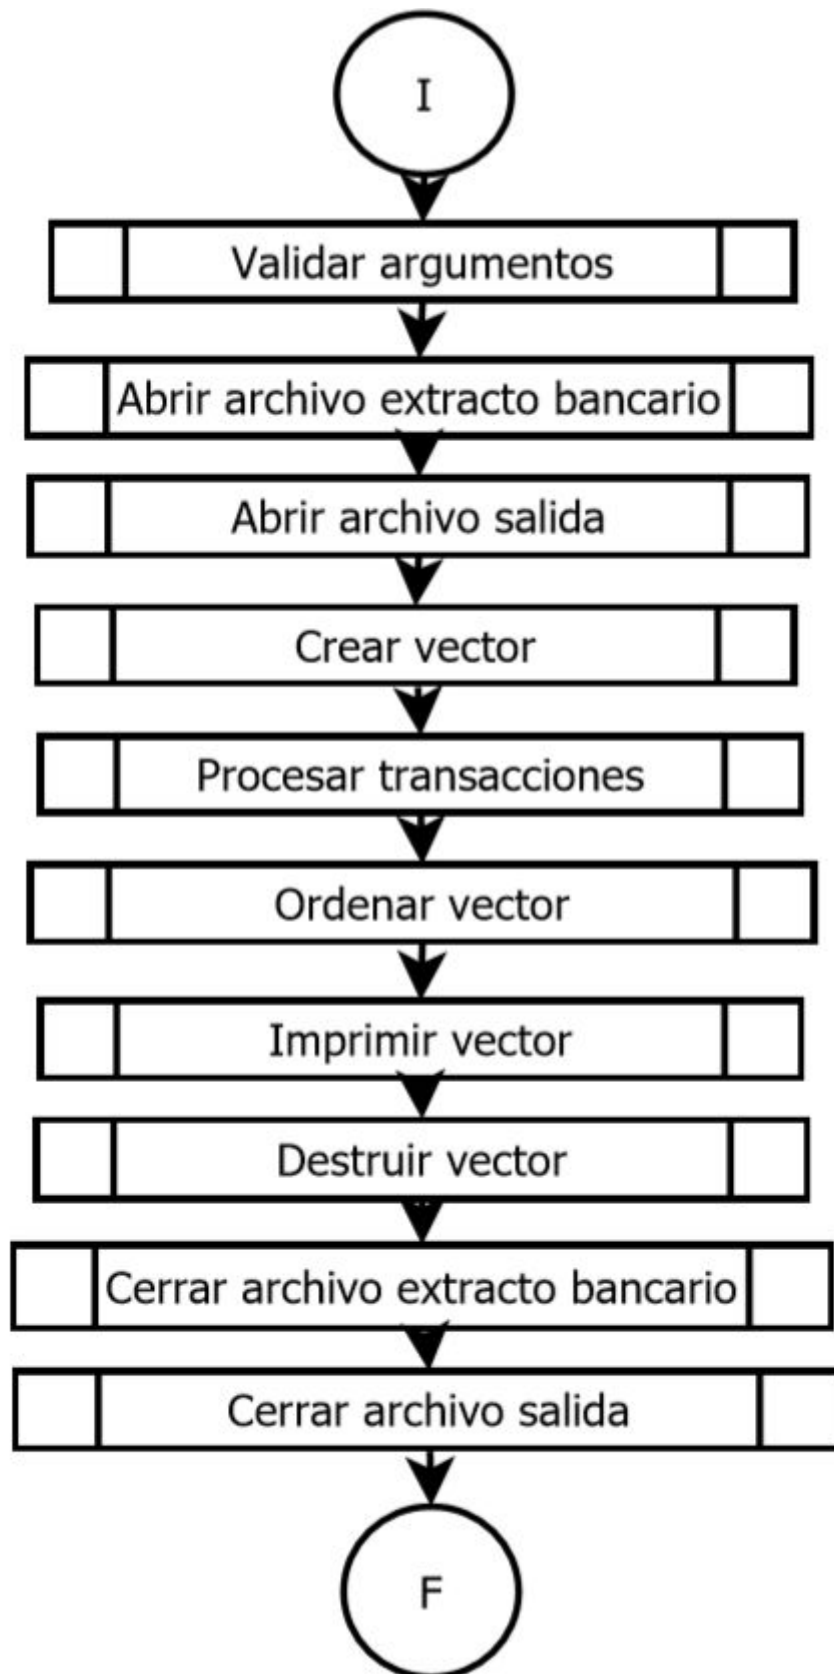 I
Validar argumentos
Abrir archivo extracto bancario
Abrir archivo salida
Crear vector
Procesar transacciones
Ordenar vector
Imprimir vector
Destruir vector
Cerrar archivo extracto bancario
Cerrar archivo salida
F